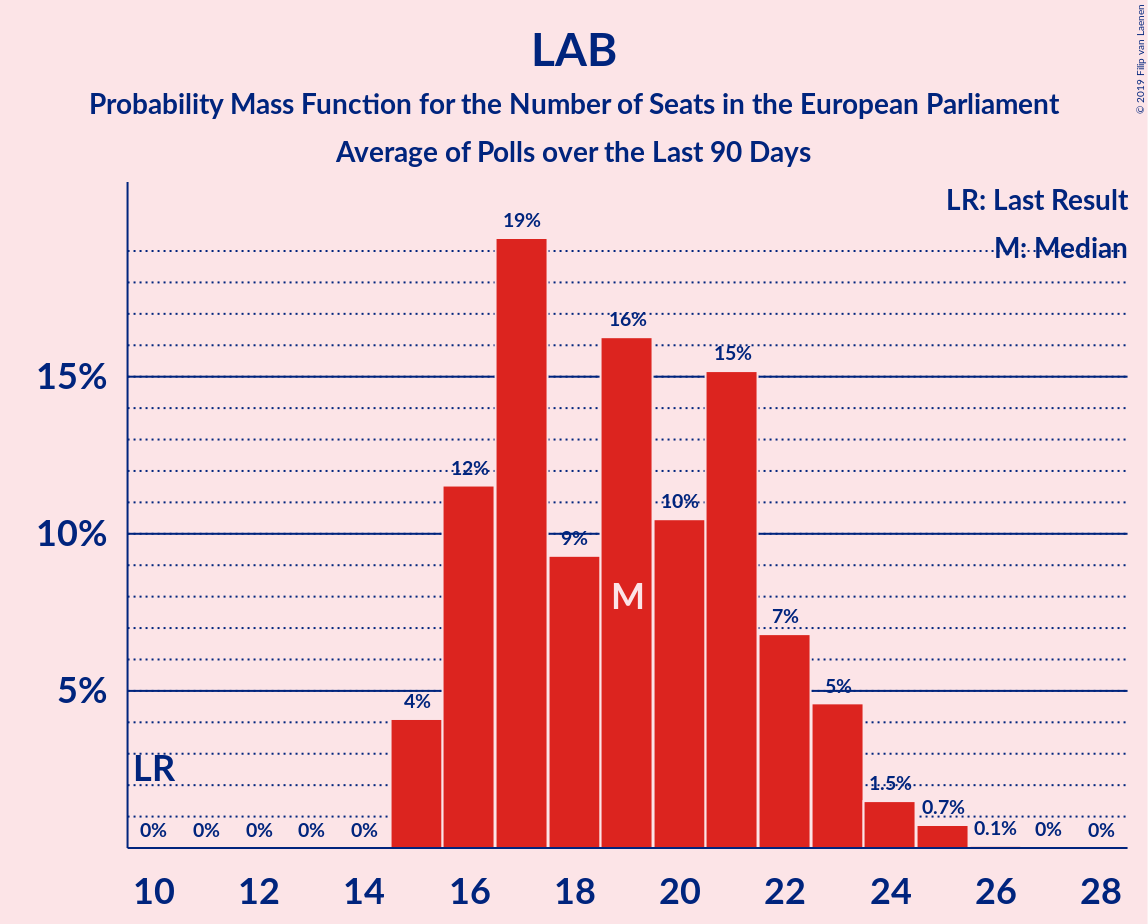 LAB
Probability Mass Function for the Number of Seats in the European Parliament
Average of Polls over the Last 90 Days
© 2019 Filip van Laenen
LR: Last Result
M: Median
19%
16%
15%
15%
12%
10%
10%
9%
M
7%
5%
5%
4%
LR
1.5%
0.7%
0% 0% 0% 0% 0% 0.1% 0% 0%
10 12 14 16 18 20 22 24 26 28